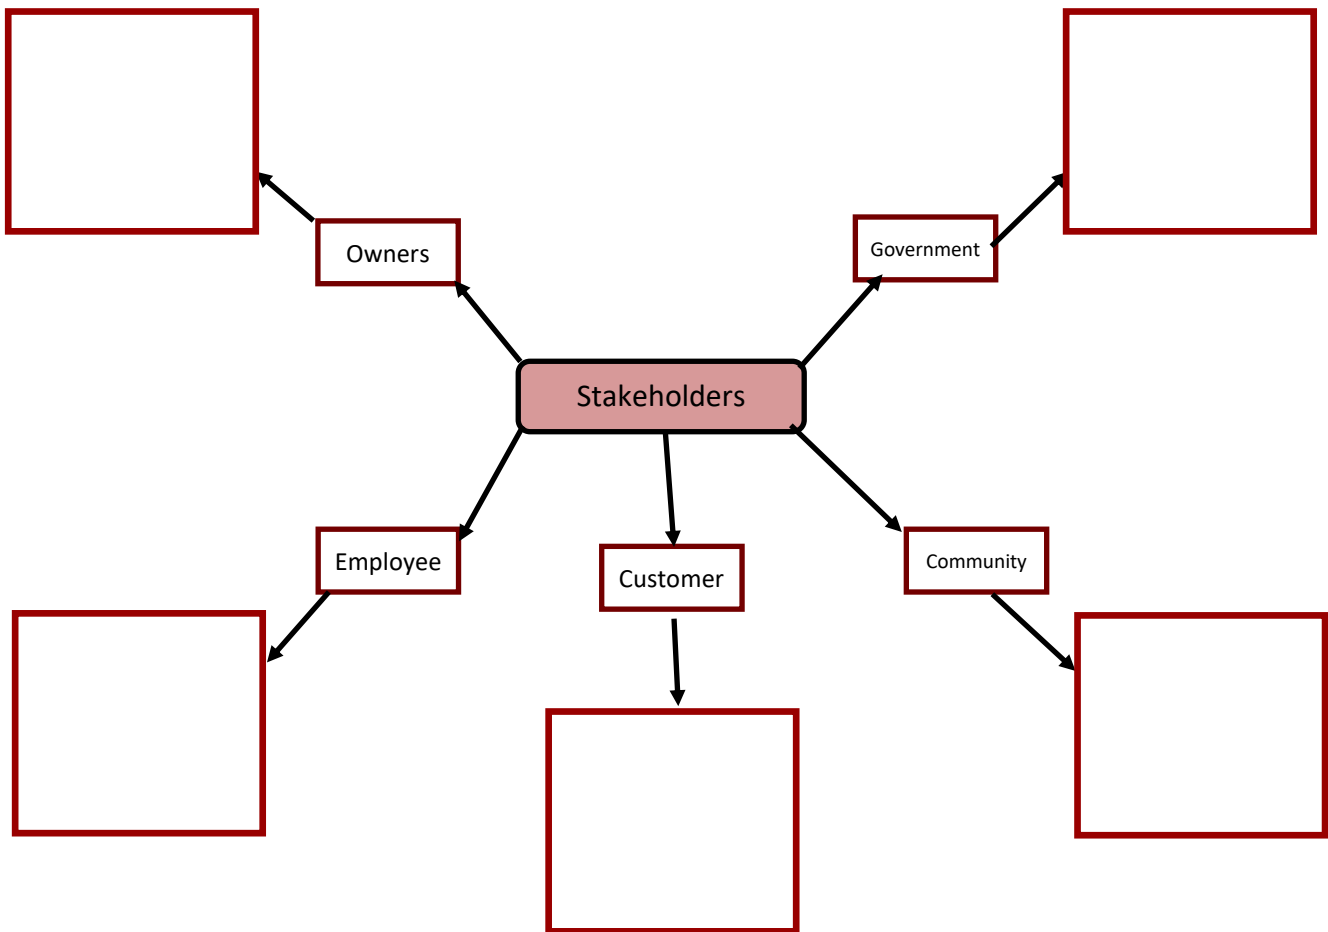 Owners
Government
Stakeholders
Employee
Customer
Community